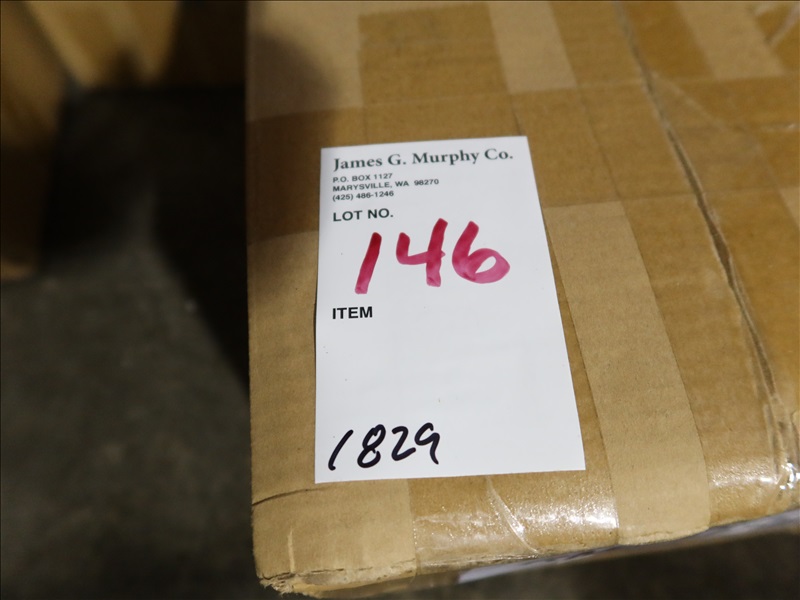 James G. Murphy Co.
P.O. BOX 1127
MARYSVILLE, WA 98270
(425) 486-1246
LOT NO.
146
ITEM
1829